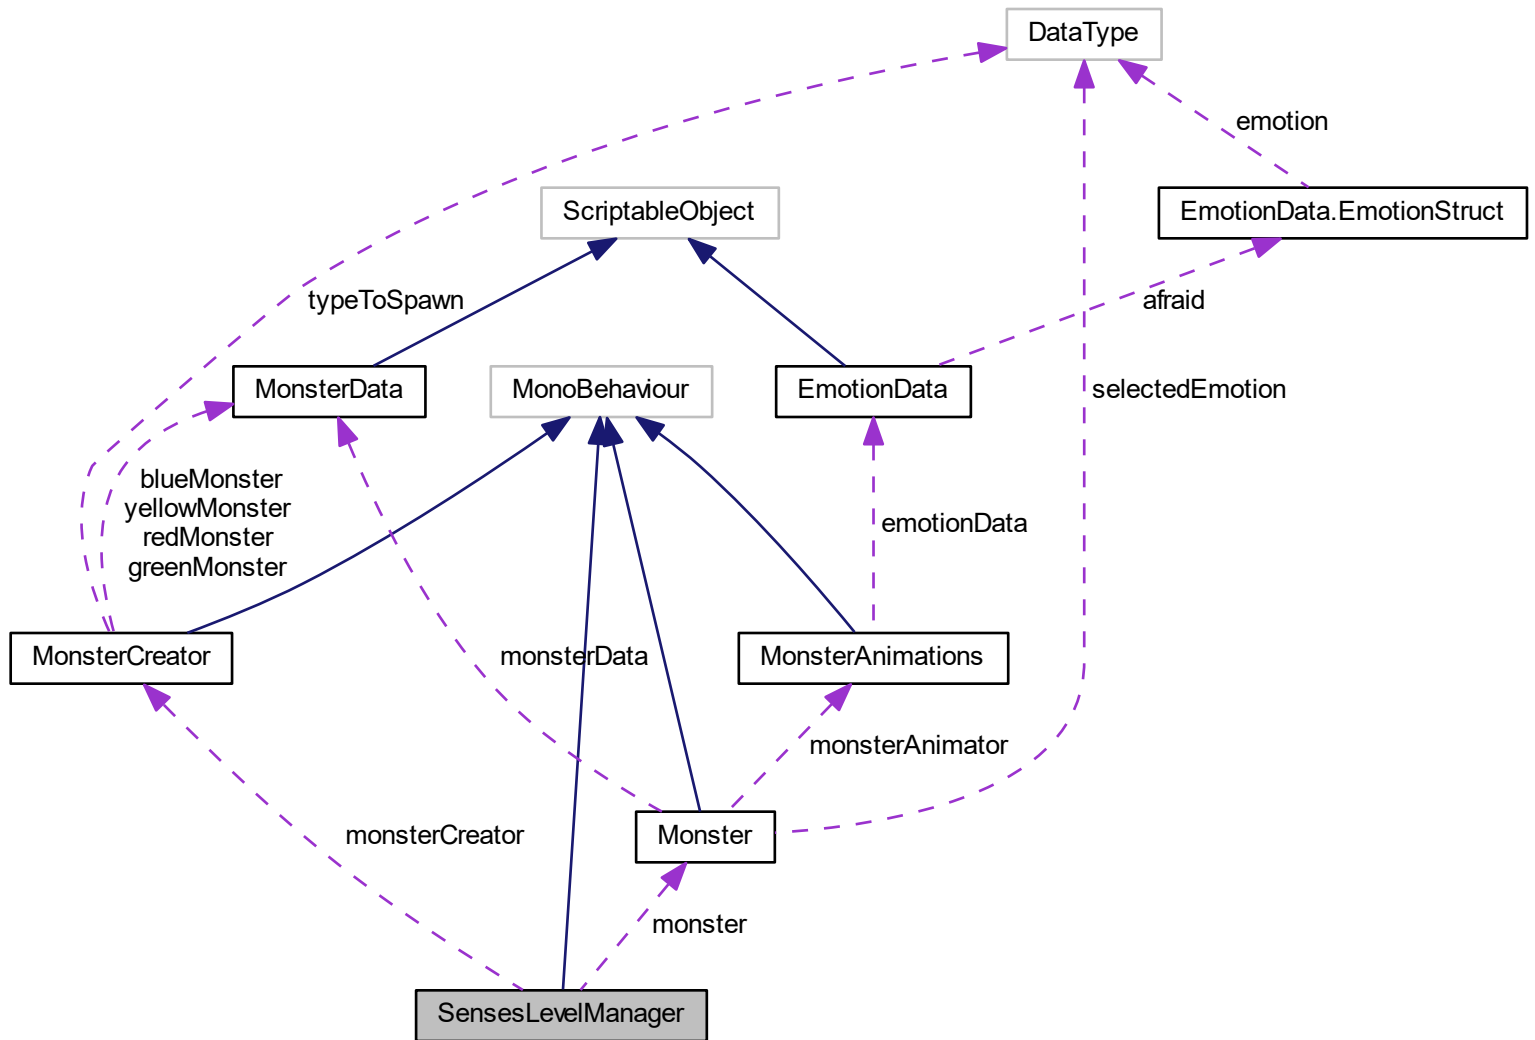 DataType
emotion
ScriptableObject
EmotionData.EmotionStruct
typeToSpawn
afraid
MonsterData
MonoBehaviour
EmotionData
selectedEmotion
blueMonster
yellowMonster
redMonster
greenMonster
emotionData
MonsterCreator
monsterData
MonsterAnimations
monsterAnimator
monsterCreator
Monster
monster
SensesLevelManager